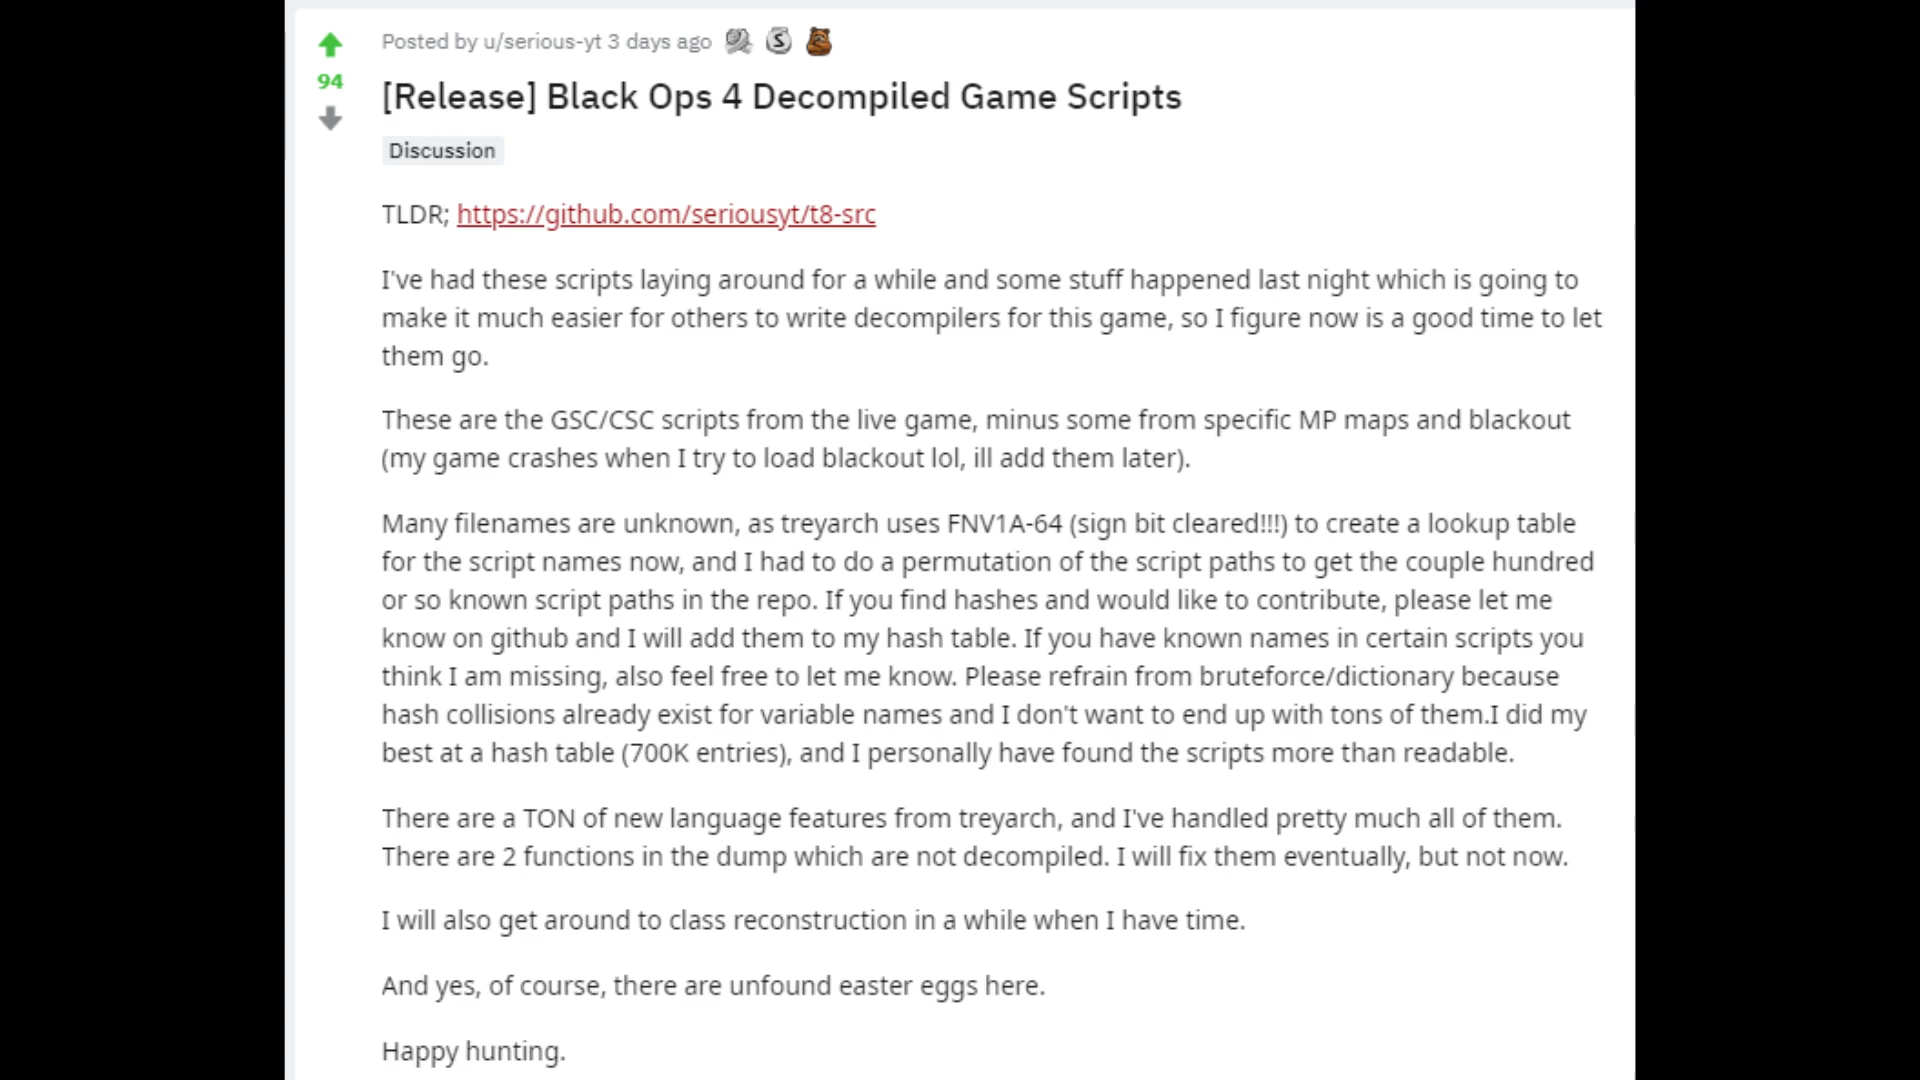 Posted by u/serious-yt 3 days ago
94
[Release] Black Ops 4 Decompiled Game Scripts
Discussion
TLDR; https://github.com/seriousyt/t8-src
I've had these scripts laying around for a while and some stuff happened last night which is going to
make it much easier for others to write decompilers for this game, so I figure now is a good time to let
them go.
These are the GSC/CSC scripts from the live game, minus some from specific MP maps and blackout
(my game crashes when I try to load blackout lol, ill add them later).
Many filenames are unknown, as treyarch uses FNV1A-64 (sign bit cleared!!!) to create a lookup table
for the script names now, and I had to do a permutation of the script paths to get the couple hundred
or so known script paths in the repo. If you find hashes and would like to contribute, please let me
know on github and I will add them to my hash table. If you have known names in certain scripts you
think I am missing, also feel free to let me know. Please refrain from bruteforce/dictionary because
hash collisions already exist for variable names and I don't want to end up with tons of them.I did my
best at a hash table (700K entries), and I personally have found the scripts more than readable.
There are a TON of new language features from treyarch, and I've handled pretty much all of them.
There are 2 functions in the dump which are not decompiled. I will fix them eventually, but not now.
I will also get around to class reconstruction in a while when I have time.
And yes, of course, there are unfound easter eggs here.
Happy hunting.